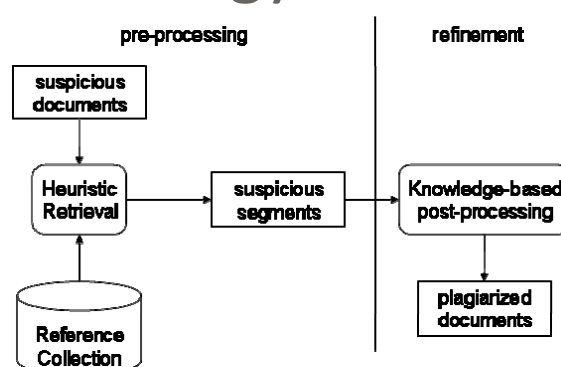 pre-processing
refinement
suspicious
documents
Heuristic
Retrieval
suspicious
segments
Knowledge-based
post-processing
plagiarized
documents
Reference
Collection